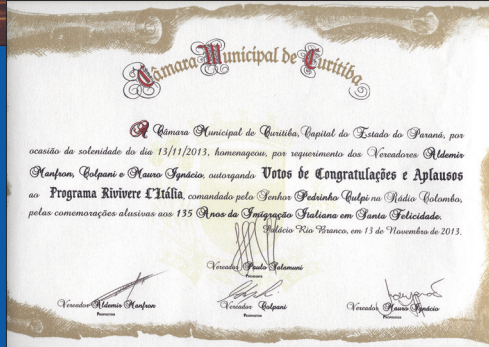 Câmara Municipal de Curitiba
A Câmara Municipal de Curitiba, Capital do Estado do Paraná, por
ocasião da solenidade do dia 13/11/2013, homenageou, por requerimento dos Vereadores Aldemir
Manfron, Colpani e Mauro Ignácio, outorgando Votos de Congratulações e Aplausos
ao Programa Rivivere L'Itália, comandado pelo Senhor Pedrinho Culpi na Rádio Colombo,
pelas comemorações alusivas aos 135 Anos da Imigração Italiana em Santa Felicidade.
Palácio Rio Branco, em 13 de Novembro de 2013.
Vereador Paulo Salamuni
Presidente
Vereador Aldemir Manfron
Propositor
Vereador Colpani
Propositor
Vereador Mauro Ignácio
Propositor